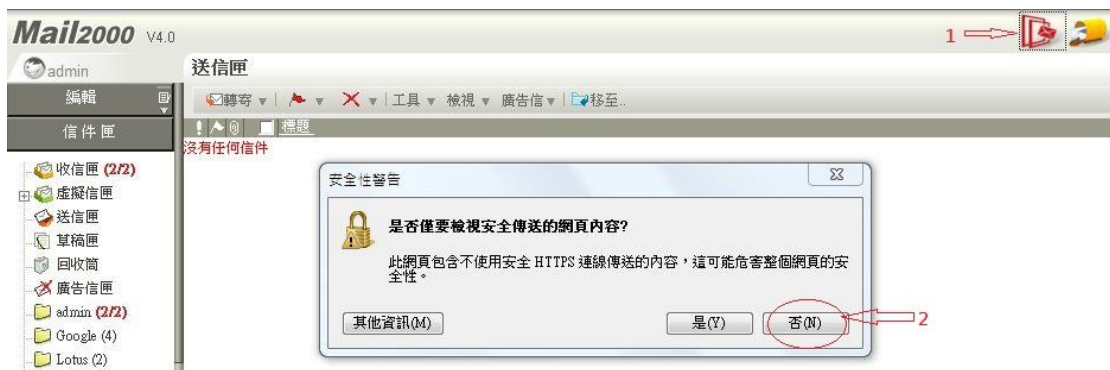 Mail2000 V4.0
1
admin
送信匣
編輯
轉寄 工具 檢視 廣告信 移至..
信件匣
標題
沒有任何信件
收信匣 (2/2)
虛擬信匣
送信匣
草稿匣
回收筒
廣告信匣
admin (2/2)
Google (4)
Lotus (2)
安全性警告
是否僅要檢視安全傳送的網頁內容?
此網頁包含不使用安全 HTTPS 連線傳送的內容，這可能危害整個網頁的安
全性。
其他資訊(M) 是(Y) 否(N)
2